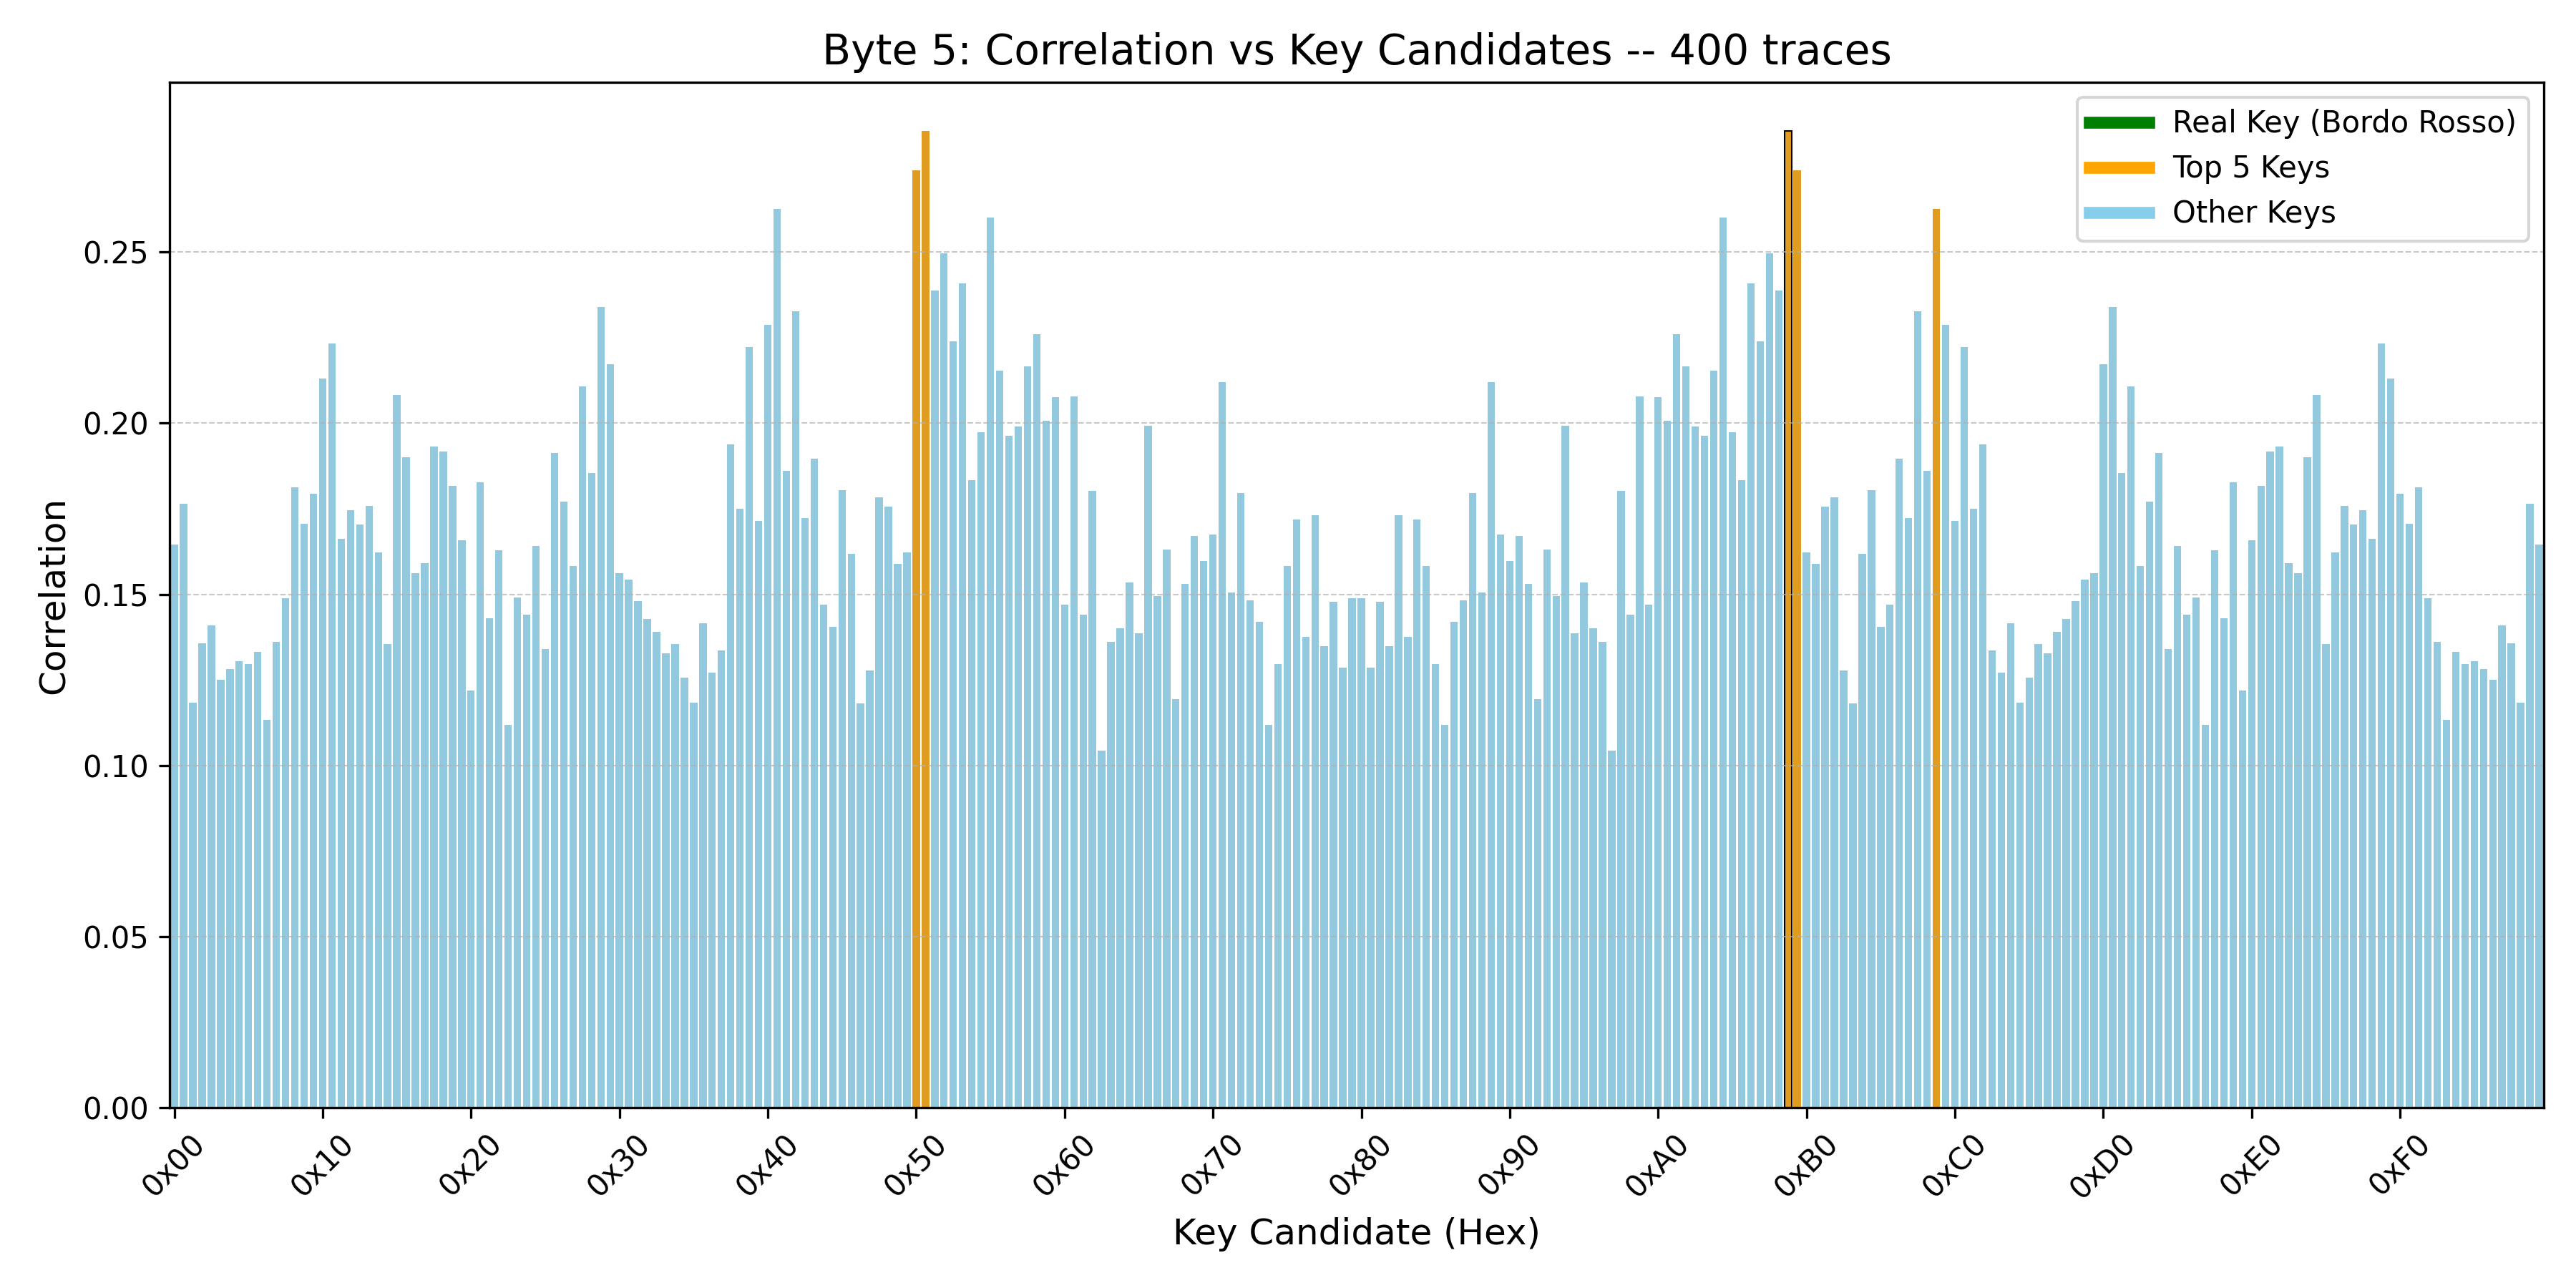 Byte 5: Correlation vs Key Candidates -- 400 traces
Real Key (Bordo Rosso)
Top 5 Keys
Other Keys
Correlation
0.25
0.20
0.15
0.10
0.05
0.00
0x00
0x10
0x20
0x30
0x40
0x50
0x60
0x70
0x80
0x90
0xA0
0xB0
0xC0
0xD0
0xE0
0xF0
Key Candidate (Hex)